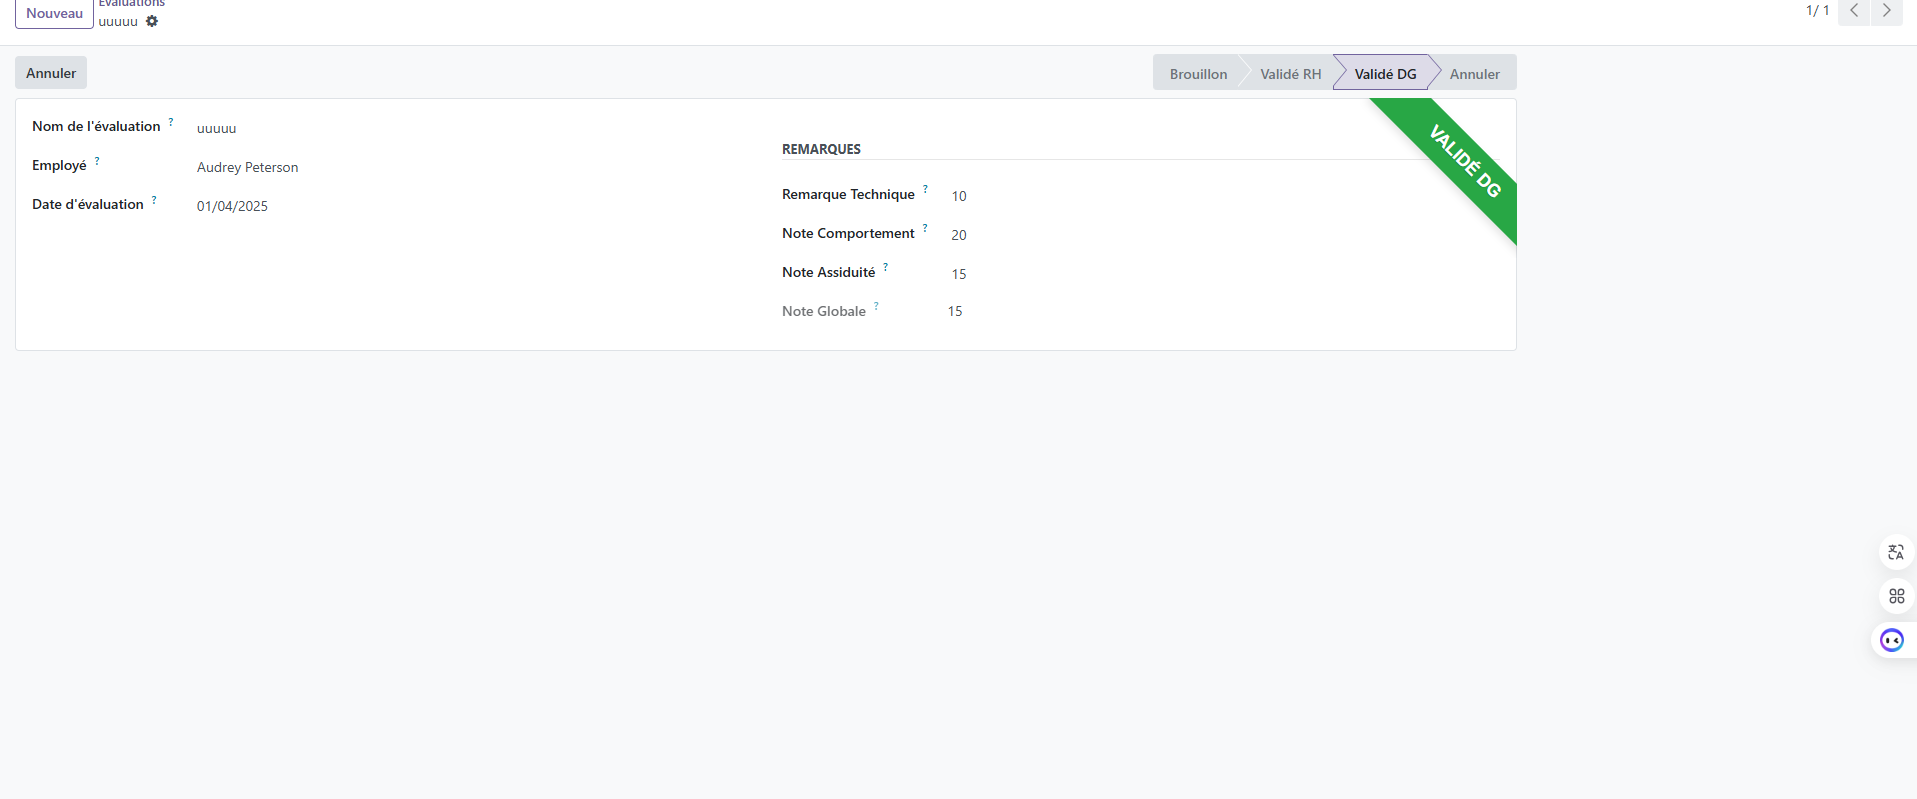 Nouveau
Évaluations
uuuuu
1/ 1
Annuler
Brouillon
Validé RH
Validé DG
Annuler
Nom de l'évaluation ? uuuuu
Employé ? Audrey Peterson
Date d'évaluation ? 01/04/2025
VALIDÉ DG
REMARQUES
Remarque Technique ? 10
Note Comportement ? 20
Note Assiduité ? 15
Note Globale ? 15